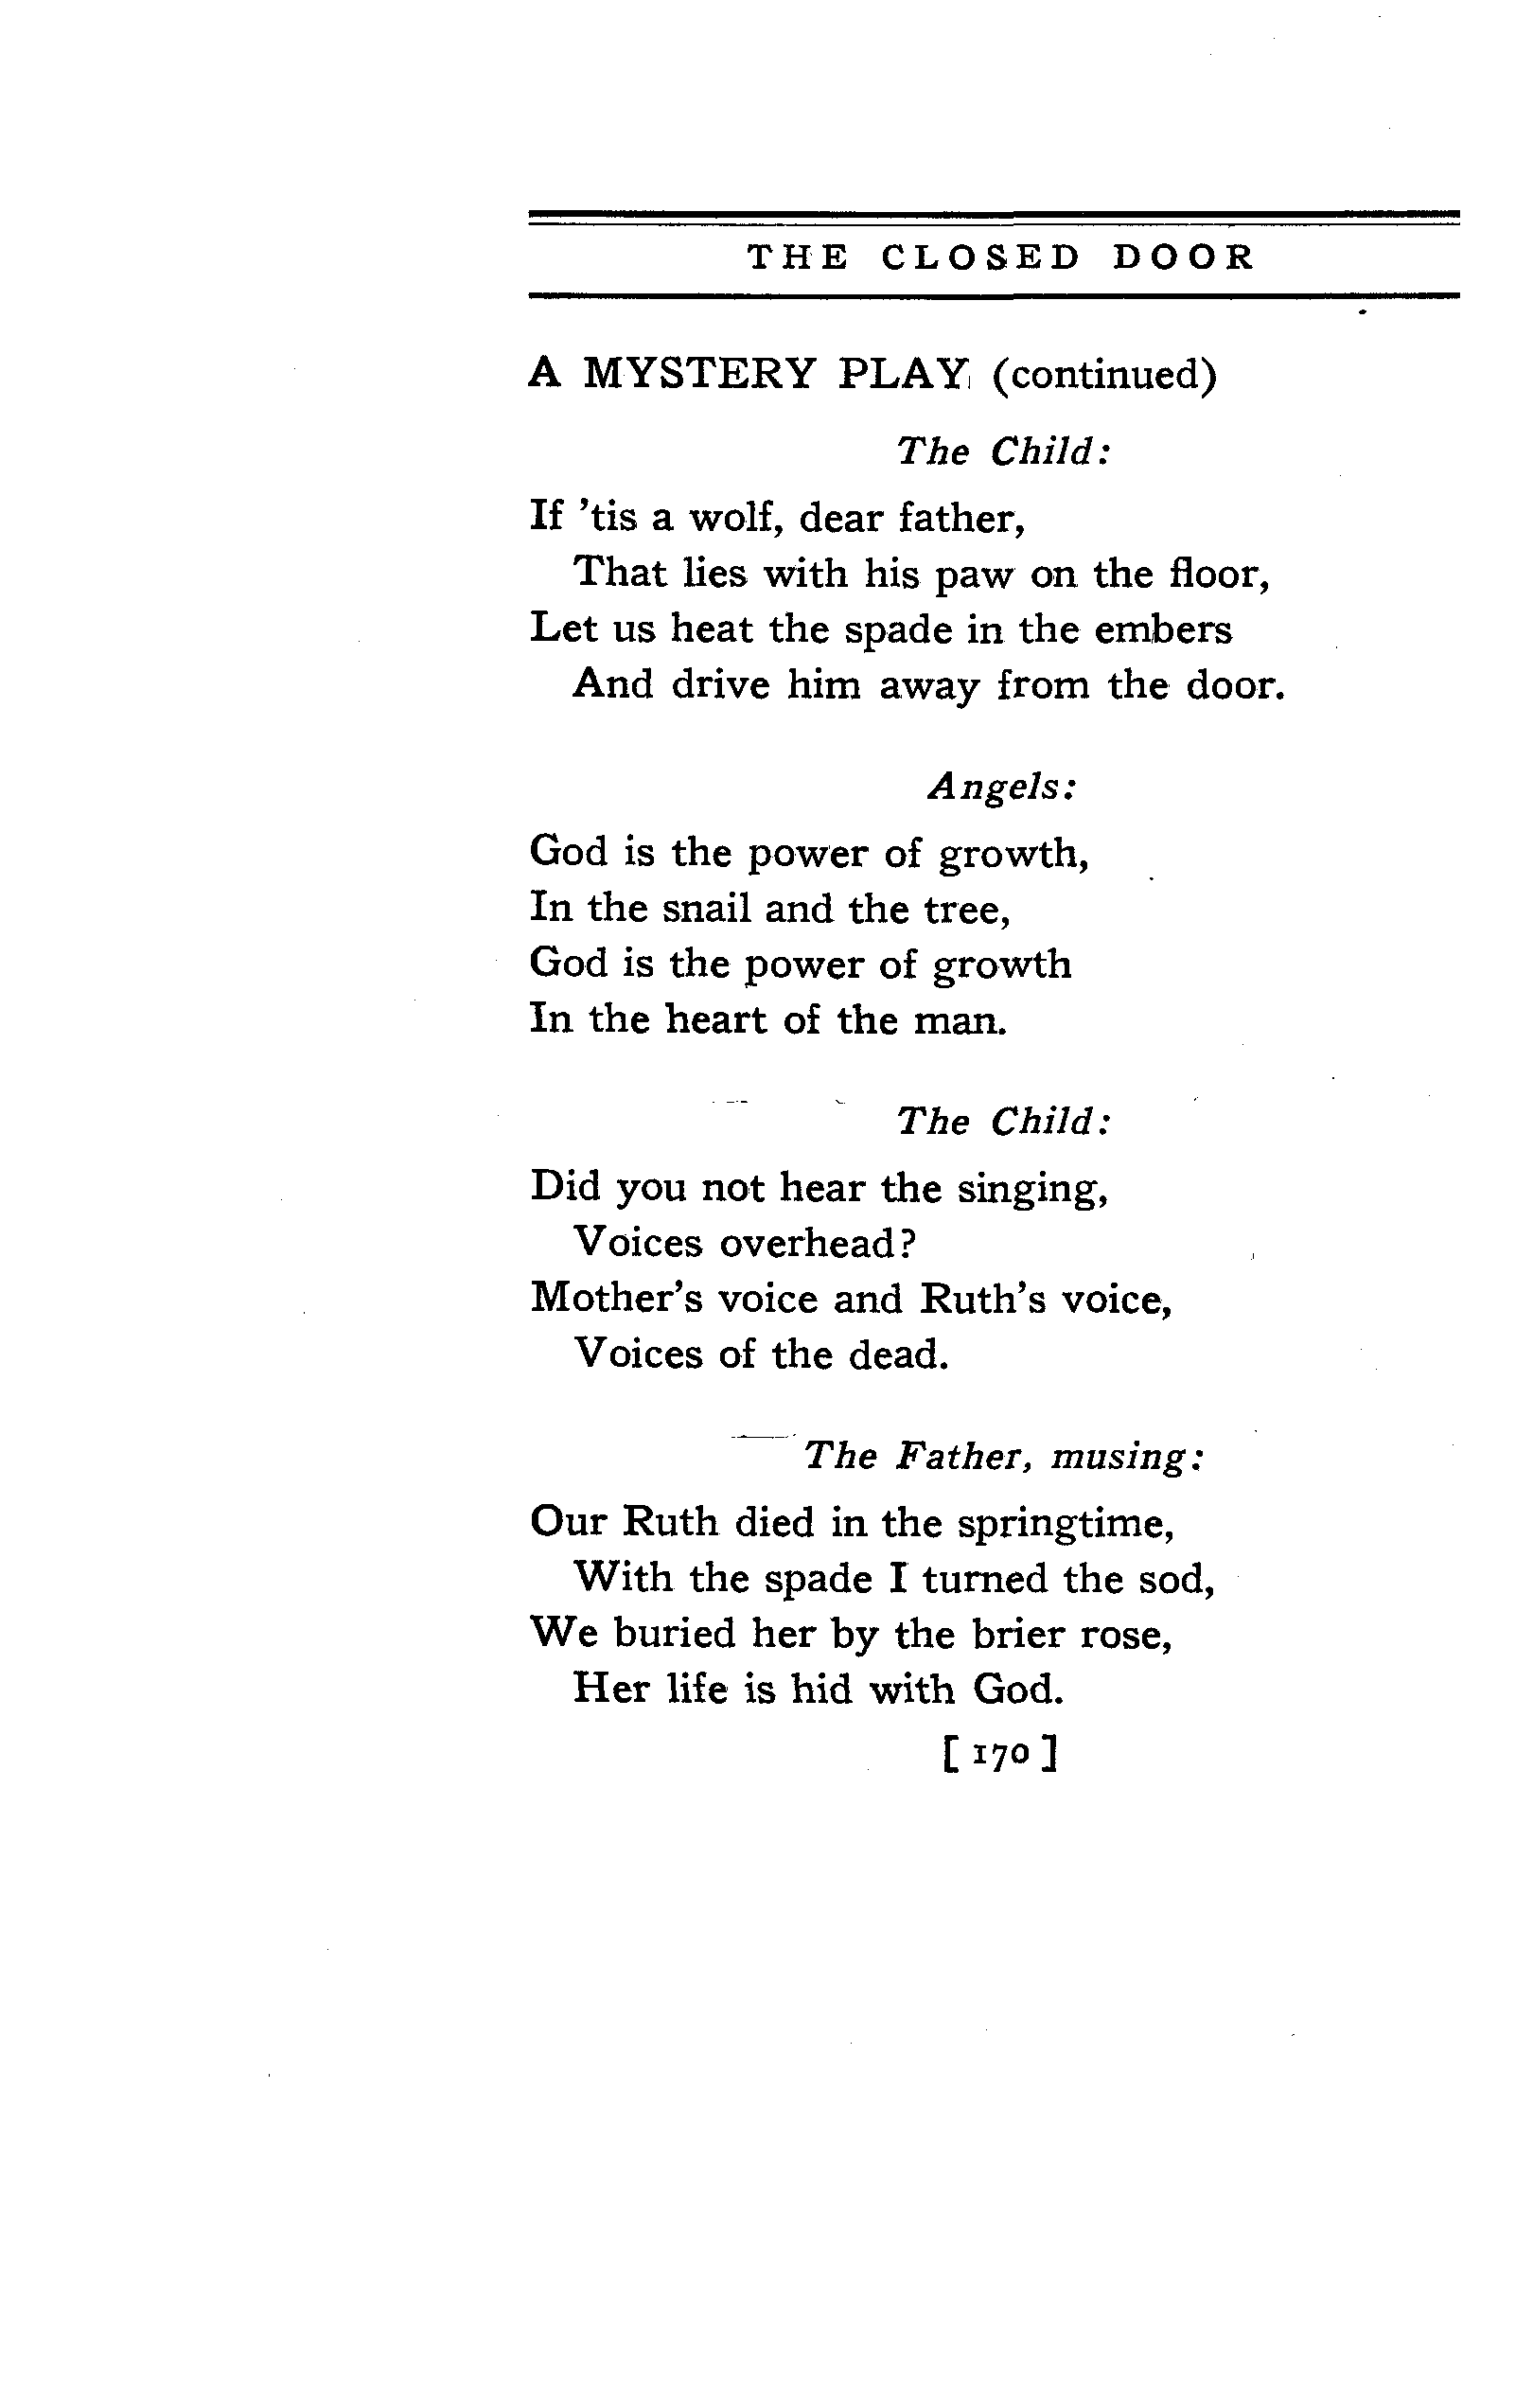 THE CLOSED DOOR
A MYSTERY PLAY (continued)
The Child:
If 'tis a wolf, dear father,
That lies with his paw on the floor,
Let us heat the spade in the embers
And drive him away from the door.
Angels:
God is the power of growth,
In the snail and the tree,
God is the power of growth
In the heart of the man.
The Child:
Did you not hear the singing,
Voices overhead?
Mother's voice and Ruth's voice,
Voices of the dead.
The Father, musing:
Our Ruth died in the springtime,
With the spade I turned the sod,
We buried her by the brier rose,
Her life is hid with God.
[ 170 ]